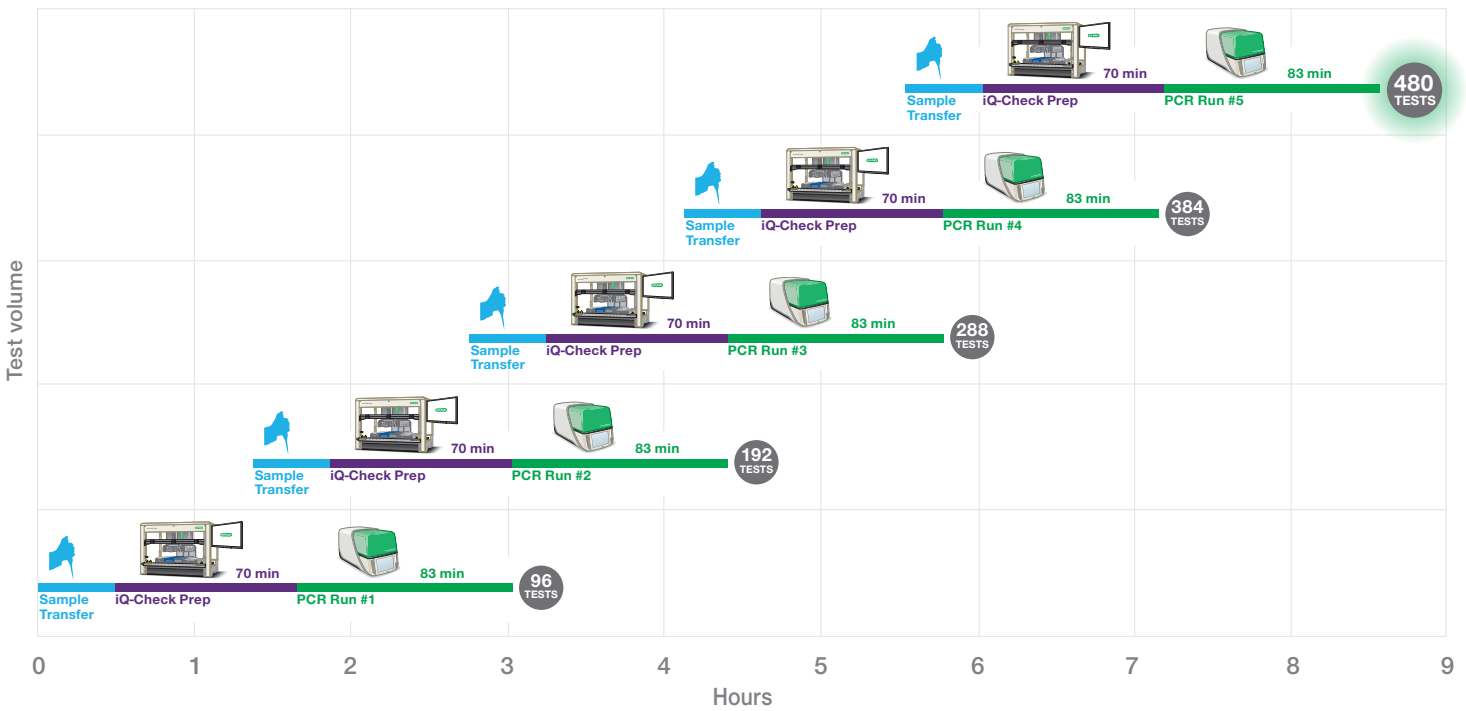 70 min
83 min
480
TESTS
Sample
Transfer
iQ-Check Prep
PCR Run #5
70 min
83 min
384
TESTS
Sample
Transfer
iQ-Check Prep
PCR Run #4
70 min
83 min
288
TESTS
Sample
Transfer
iQ-Check Prep
PCR Run #3
70 min
83 min
192
TESTS
Sample
Transfer
iQ-Check Prep
PCR Run #2
70 min
83 min
96
TESTS
Sample
Transfer
iQ-Check Prep
PCR Run #1
Test volume
0 1 2 3 4 5 6 7 8 9
Hours